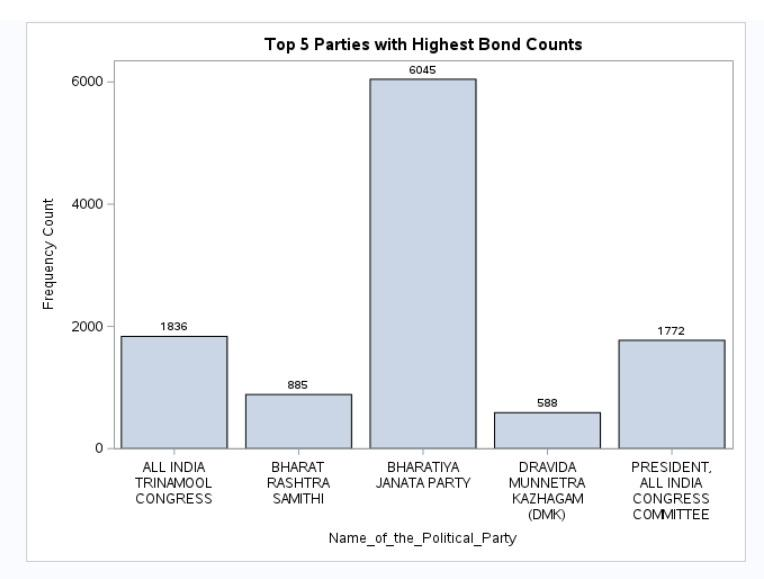 Top 5 Parties with Highest Bond Counts
6000
4000
2000
0
Frequency Count
1836
885
6045
588
1772
ALL INDIA
TRINAMOOL
CONGRESS
BHARAT
RASHTRA
SAMITHI
BHARATIYA
JANATA PARTY
DRAVIDA
MUNNETRA
KAZHAGAM
(DMK)
PRESIDENT,
ALL INDIA
CONGRESS
COMMITTEE
Name_of_the_Political_Party